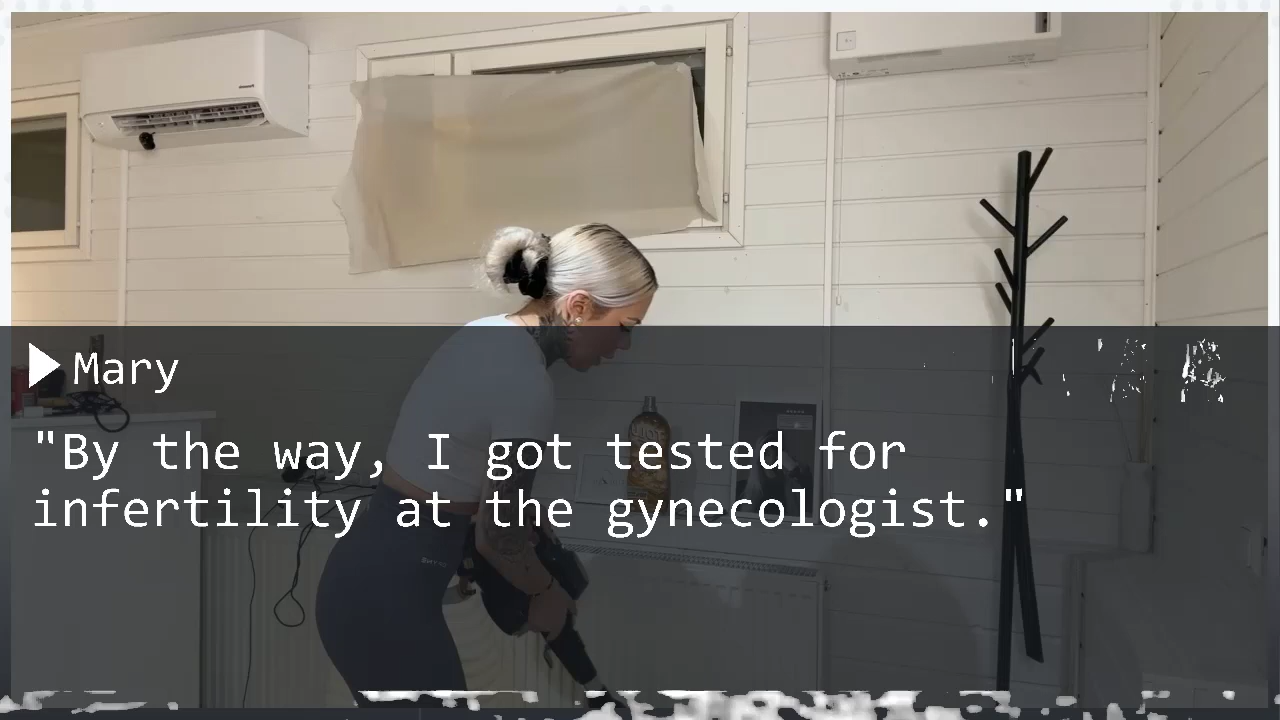 Mary
"By the way, I got tested for
infertility at the gynecologist."